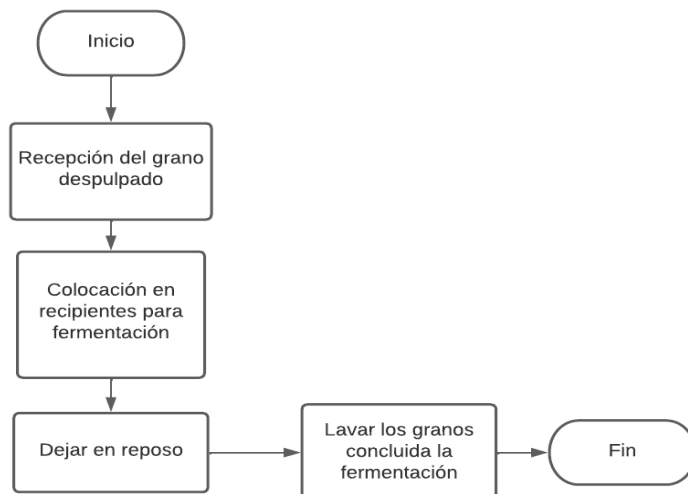 Inicio
Recepción del grano
despulpado
Colocación en
recipientes para
fermentación
Dejar en reposo
Lavar los granos
concluida la
fermentación
Fin